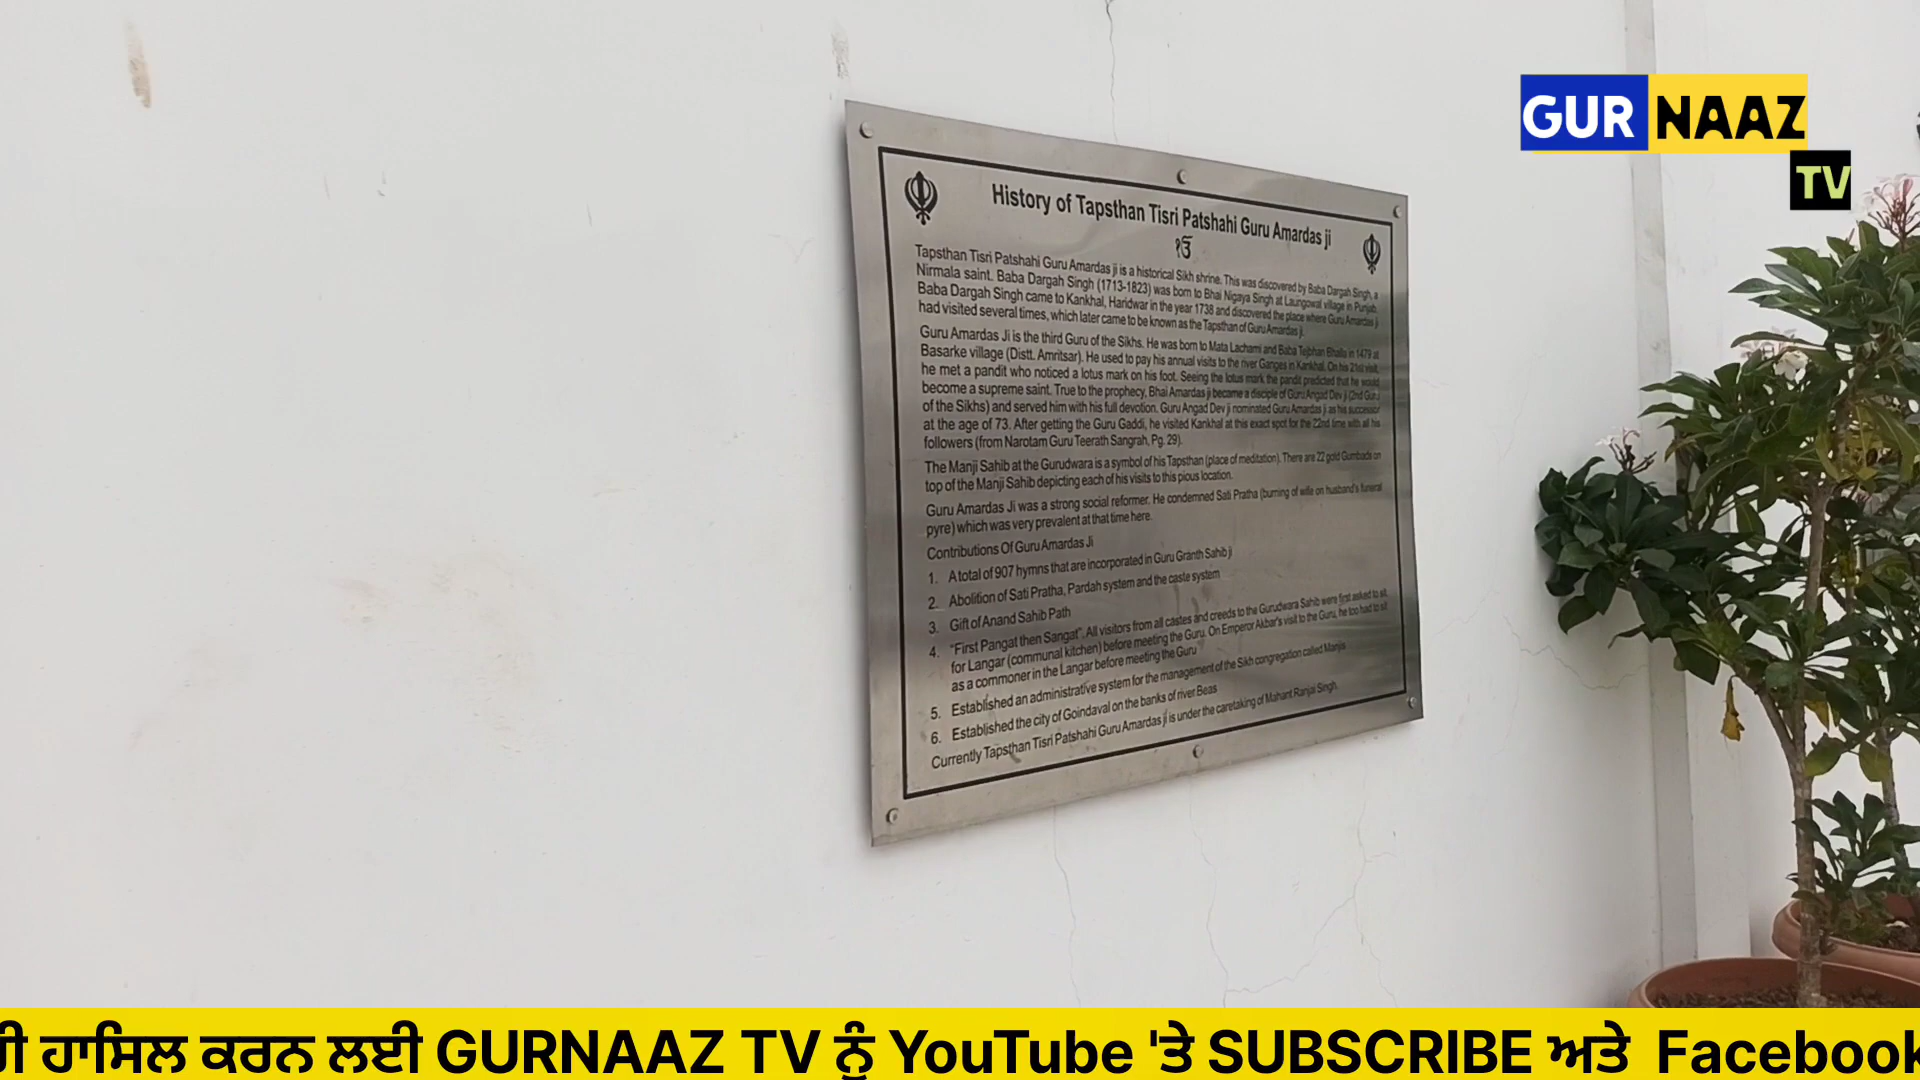 GUR NAAZ
TV
History of Tapsthan Tisri Patshahi Guru Amardas ji
ੴ
Tapsthan Tisri Patshahi Guru Amardas ji is a historical Sikh shrine. This was discovered by Baba Dargah Singh, a
Nirmala saint. Baba Dargah Singh (1713-1823) was born to Bhai Nigaya Singh at Laungowal village in Punjab.
Baba Dargah Singh came to Kankhal, Haridwar in the year 1738 and discovered the place where Guru Amardas ji
had visited several times, which later came to be known as the Tapsthan of Guru Amardas ji.
Guru Amardas Ji is the third Guru of the Sikhs. He was born to Mata Lachami and Baba Tejbhan Bhalla in 1479 at
Basarke village (Distt. Amritsar). He used to pay his annual visits to the river Ganges in Kankhal. On his 21st visit,
he met a pandit who noticed a lotus mark on his foot. Seeing the lotus mark the pandit predicted that he would
become a supreme saint. True to the prophecy, Bhai Amardas ji became a disciple of Guru Angad Dev ji (2nd Guru
of the Sikhs) and served him with his full devotion. Guru Angad Dev ji nominated Guru Amardas ji as his successor
at the age of 73. After getting the Guru Gaddi, he visited Kankhal at this exact spot for the 22nd time with all his
followers (from Narotam Guru Teerath Sangrah, Pg. 29).
The Manji Sahib at the Gurudwara is a symbol of his Tapsthan (place of meditation). There are 22 gold Gumbads on
top of the Manji Sahib depicting each of his visits to this pious location.
Guru Amardas Ji was a strong social reformer. He condemned Sati Pratha (burning of wife on husband's funeral
pyre) which was very prevalent at that time here.
Contributions Of Guru Amardas Ji
1. A total of 907 hymns that are incorporated in Guru Granth Sahib ji
2. Abolition of Sati Pratha, Pardah system and the caste system
3. Gift of Anand Sahib Path
4. "First Pangat then Sangat". All visitors from all castes and creeds to the Gurudwara Sahib were first asked to sit
for Langar (communal kitchen) before meeting the Guru. On Emperor Akbar's visit to the Guru, he too had to sit
as a commoner in the Langar before meeting the Guru
5. Established an administrative system for the management of the Sikh congregation called Manjis
6. Established the city of Goindaval on the banks of river Beas
Currently Tapsthan Tisri Patshahi Guru Amardas ji is under the caretaking of Mahant Ranjai Singh.
ਹਾਸਿਲ ਕਰਨ ਲਈ GURNAAZ TV ਨੂੰ YouTube 'ਤੇ SUBSCRIBE ਅਤੇ Facebook